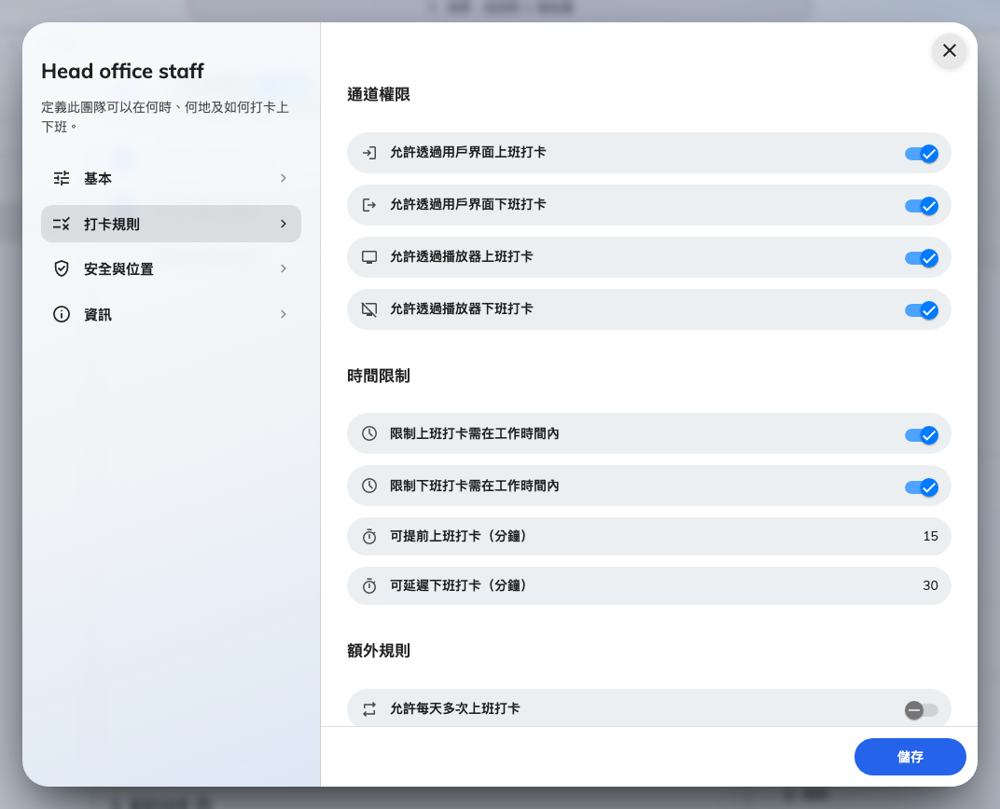 Head office staff
定義此團隊可以在何時、何地及如何打卡上
下班。
基本
打卡規則
安全與位置
資訊
通道權限
允許透過用戶界面上班打卡
允許透過用戶界面下班打卡
允許透過播放器上班打卡
允許透過播放器下班打卡
時間限制
限制上班打卡需在工作時間內
限制下班打卡需在工作時間內
可提前上班打卡（分鐘） 15
可延遲下班打卡（分鐘） 30
額外規則
允許每天多次上班打卡
儲存